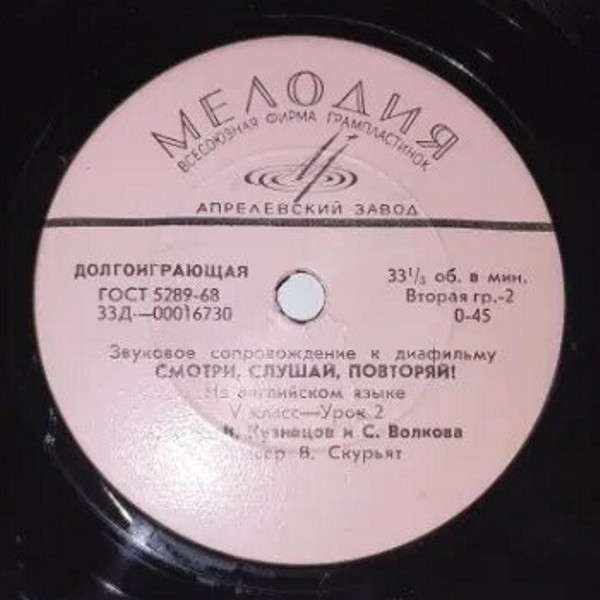 МЕЛОДИЯ
ВСЕСОЮЗНАЯ ФИРМА ГРАМПЛАСТИНОК
АПРЕЛЕВСКИЙ ЗАВОД
ДОЛГОИГРАЮЩАЯ
33⅓ об. в мин.
ГОСТ 5289-68
Вторая гр.-2
33Д—00016730
0-45
Звуковое сопровождение к диафильму
СМОТРИ, СЛУШАЙ, ПОВТОРЯЙ!
На английском языке
V класс—Урок 2
Кузнецов и С. Волкова
В. Скурьят